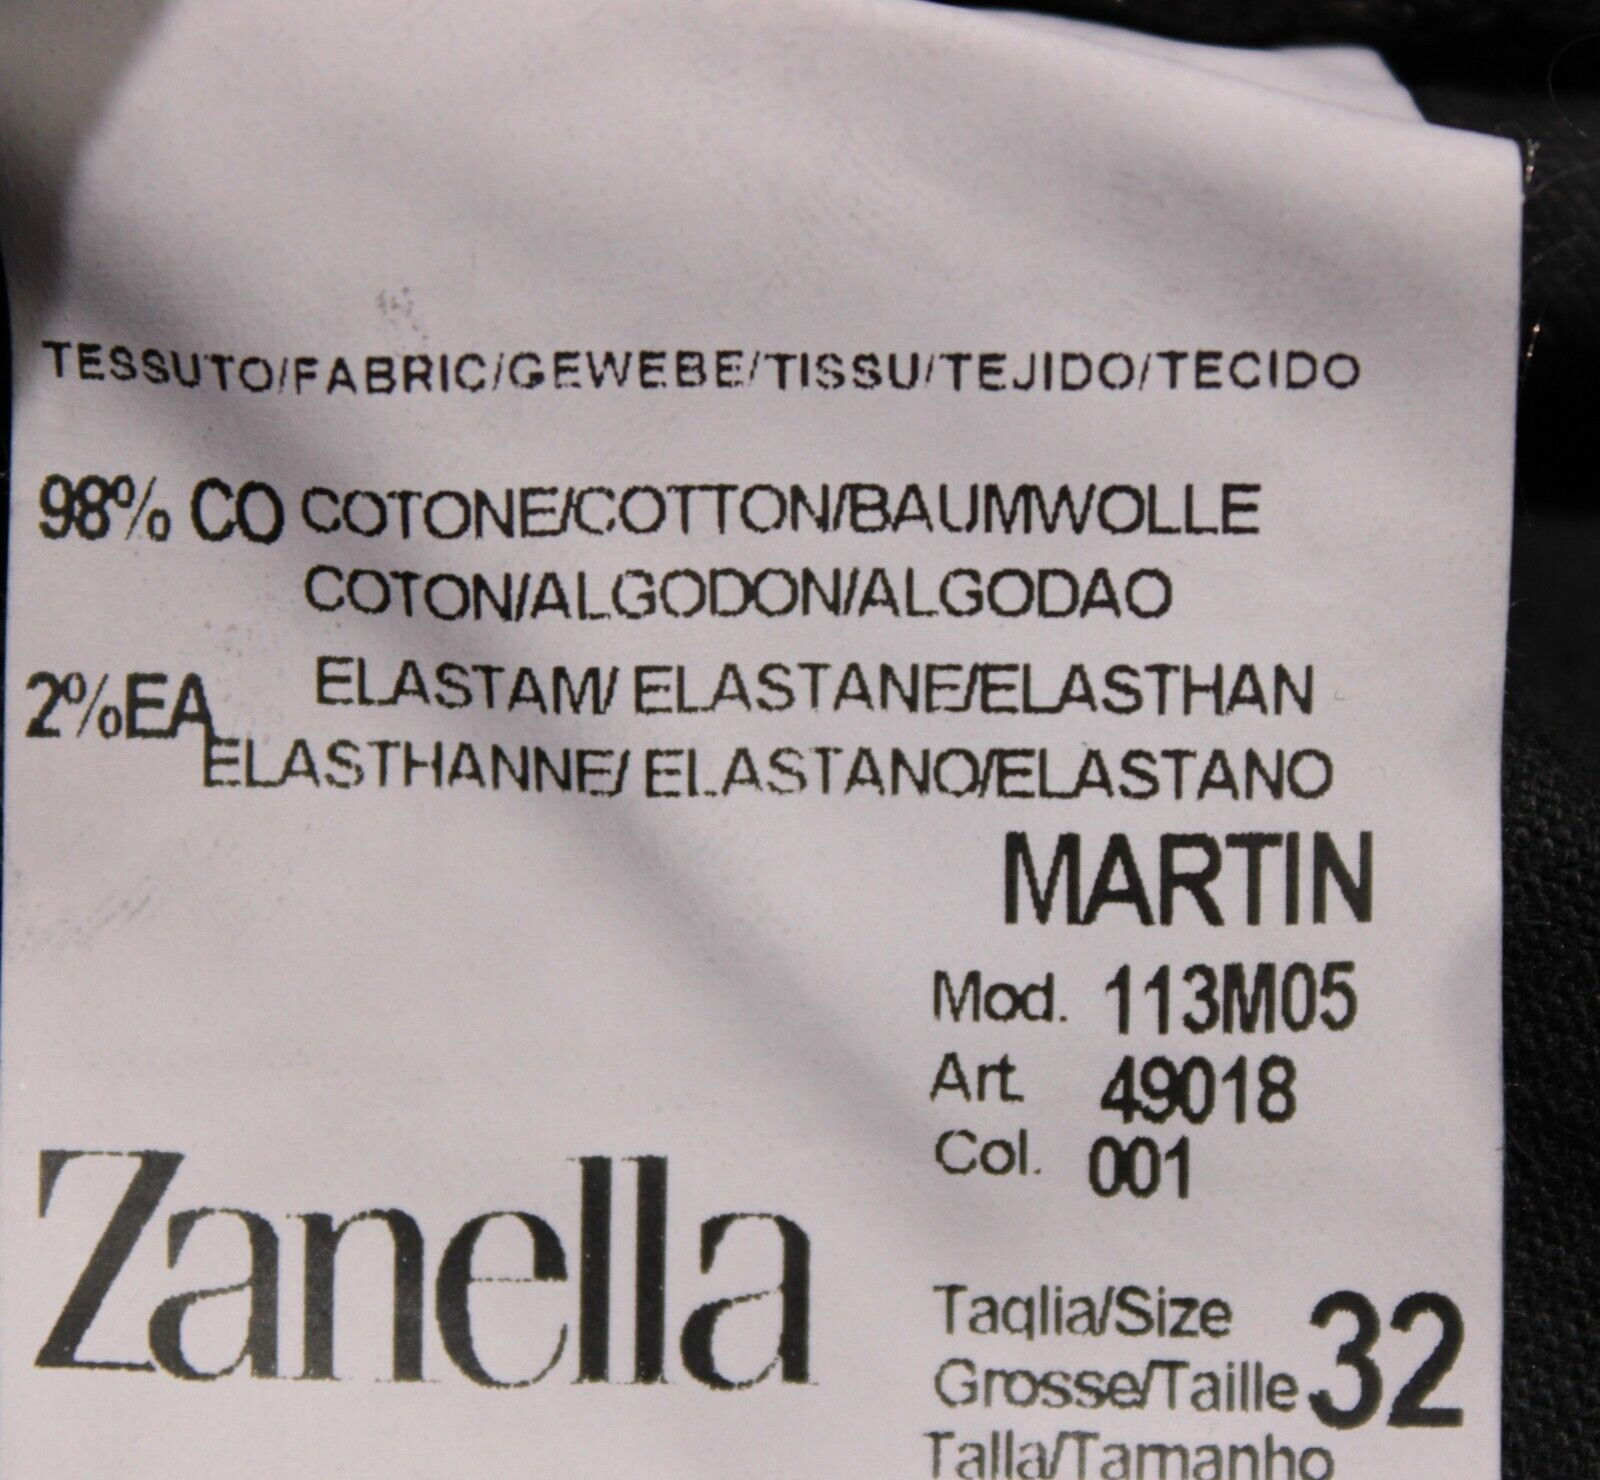 TESSUTO/FABRIC/GEWEBE/TISSU/TEJIDO/TECIDO
98% CO COTONE/COTTON/BAUMWOLLE
COTON/ALGODON/ALGODAO
2%EA ELASTAM/ ELASTANE/ELASTHAN
ELASTHANNE/ ELASTANO/ELASTANO
MARTIN
Mod. 113M05
Art. 49018
Col. 001
Zanella
Taglia/Size
Grosse/Taille 32
Talla/Tamanho